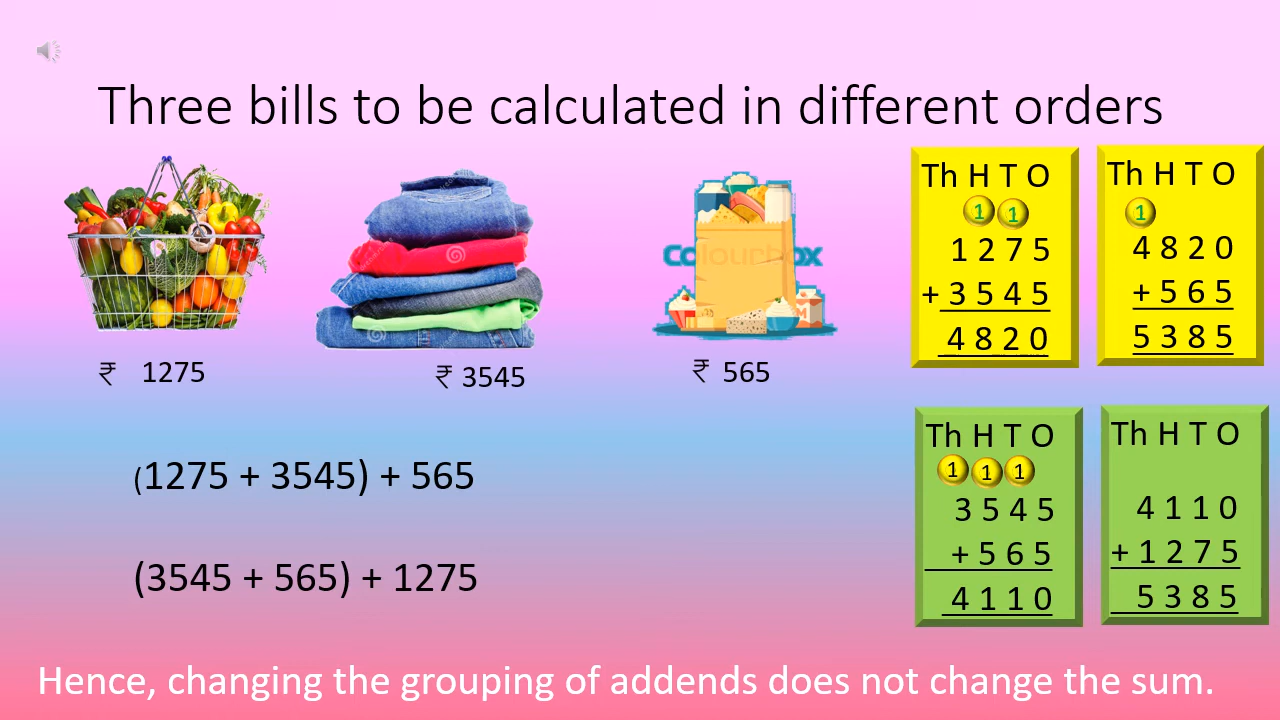 Three bills to be calculated in different orders
Colourbox
₹ 1275
₹ 3545
₹ 565
(1275 + 3545) + 565
(3545 + 565) + 1275
Th H T O
1 1
1 2 7 5
+ 3 5 4 5
4 8 2 0
Th H T O
1
4 8 2 0
+ 5 6 5
5 3 8 5
Th H T O
1 1 1
3 5 4 5
+ 5 6 5
4 1 1 0
Th H T O
4 1 1 0
+ 1 2 7 5
5 3 8 5
Hence, changing the grouping of addends does not change the sum.